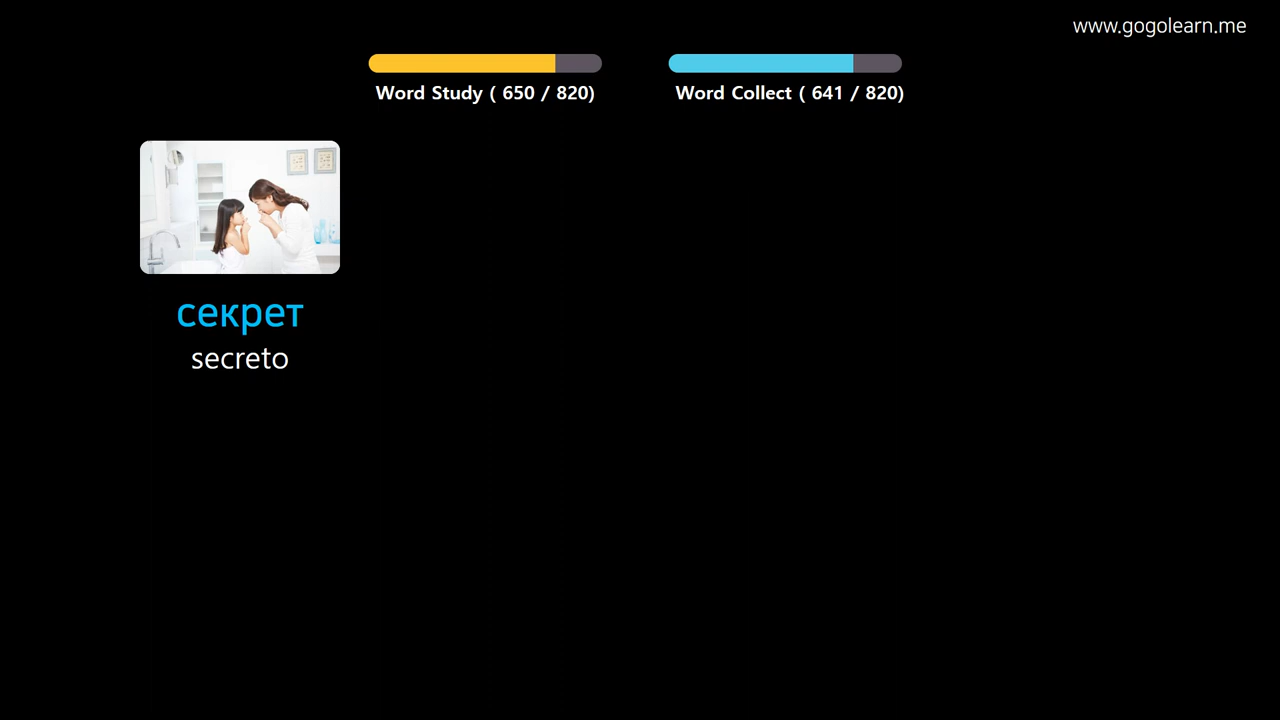 www.gogolearn.me
Word Study ( 650 / 820)
Word Collect ( 641 / 820)
секрет
secreto